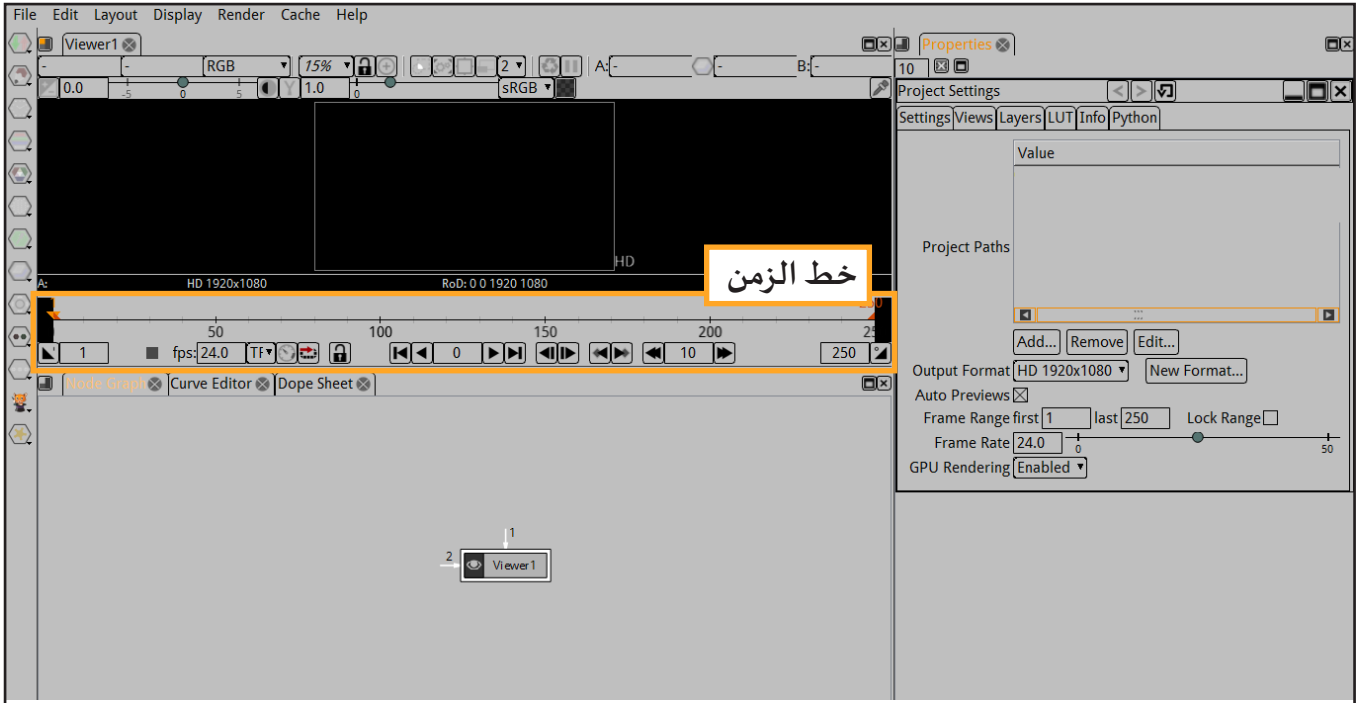 File Edit Layout Display Render Cache Help
Viewer1
Properties
- - RGB 15% 2 A: - - B: -
10
0.0 -5 0 5 Y 1.0 0 sRGB
Project Settings
Settings Views Layers LUT Info Python
Value
Project Paths
HD
خط الزمن
A: HD 1920x1080 RoD: 0 0 1920 1080
50 100 150 200
1 fps: 24.0 0 10 250
Add... Remove Edit...
Output Format HD 1920x1080 New Format...
Node Graph Curve Editor Dope Sheet
Auto Previews
Frame Range first 1 last 250 Lock Range
Frame Rate 24.0 0 50
GPU Rendering Enabled
1
2 Viewer1